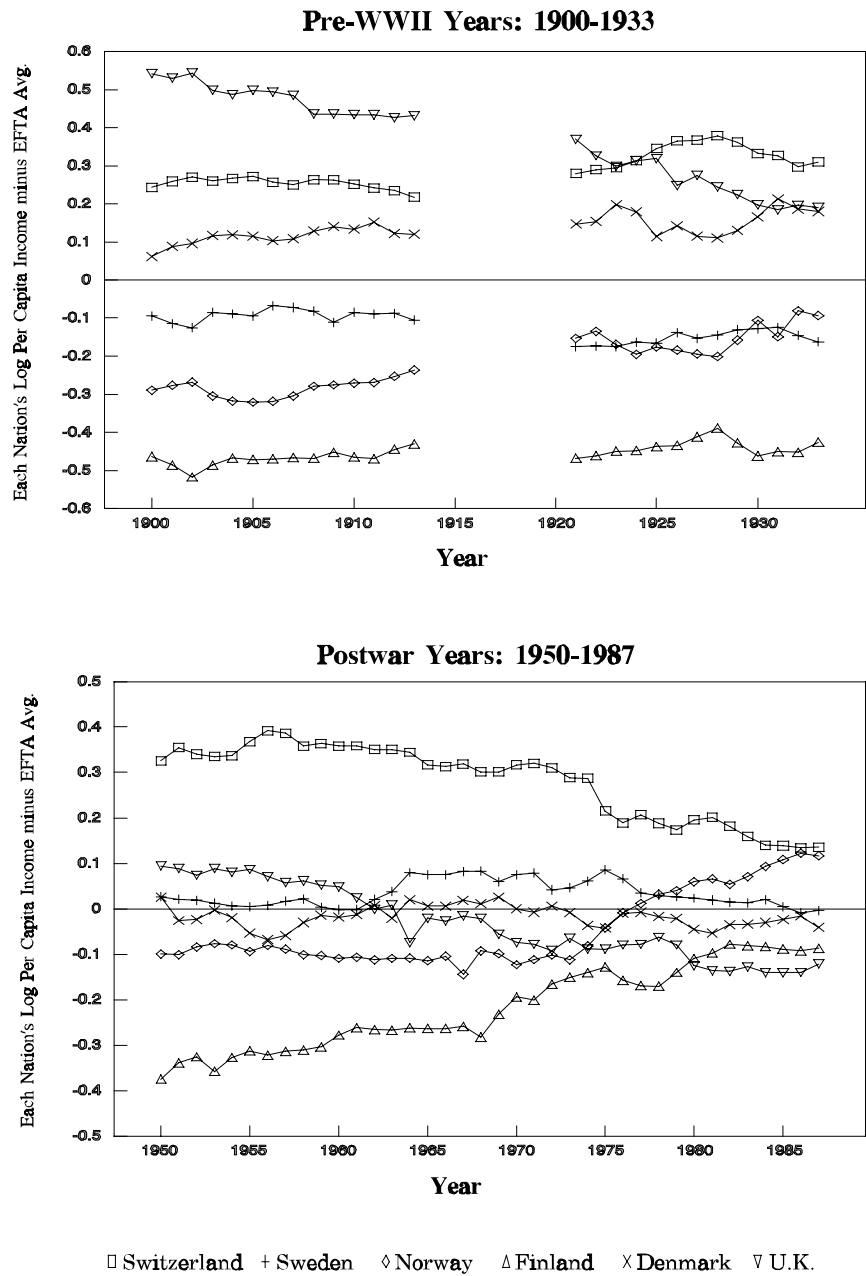 Pre-WWII Years: 1900-1933
Each Nation's Log Per Capita Income minus EFTA Avg.
0.6
0.5
0.4
0.3
0.2
0.1
0
-0.1
-0.2
-0.3
-0.4
-0.5
-0.6
1900 1905 1910 1915 1920 1925 1930
Year
Postwar Years: 1950-1987
Each Nation's Log Per Capita Income minus EFTA Avg.
0.5
0.4
0.3
0.2
0.1
0
-0.1
-0.2
-0.3
-0.4
-0.5
1950 1955 1960 1965 1970 1975 1980 1985
Year
Switzerland Sweden Norway Finland Denmark U.K.